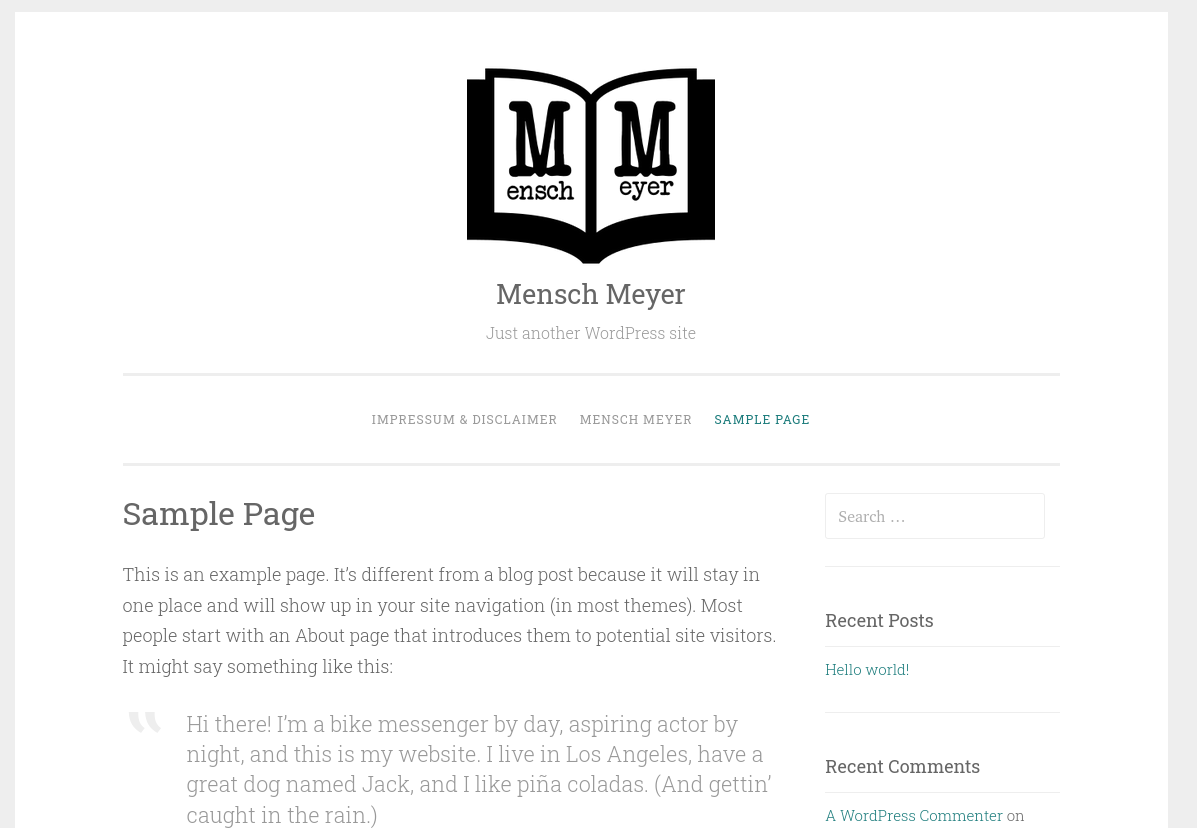 M M
ensch eyer
Mensch Meyer
Just another WordPress site
IMPRESSUM & DISCLAIMER MENSCH MEYER SAMPLE PAGE
Sample Page
This is an example page. It’s different from a blog post because it will stay in
one place and will show up in your site navigation (in most themes). Most
people start with an About page that introduces them to potential site visitors.
It might say something like this:
"
Hi there! I’m a bike messenger by day, aspiring actor by
night, and this is my website. I live in Los Angeles, have a
great dog named Jack, and I like piña coladas. (And gettin’
caught in the rain.)
Search …
Recent Posts
Hello world!
Recent Comments
A WordPress Commenter on